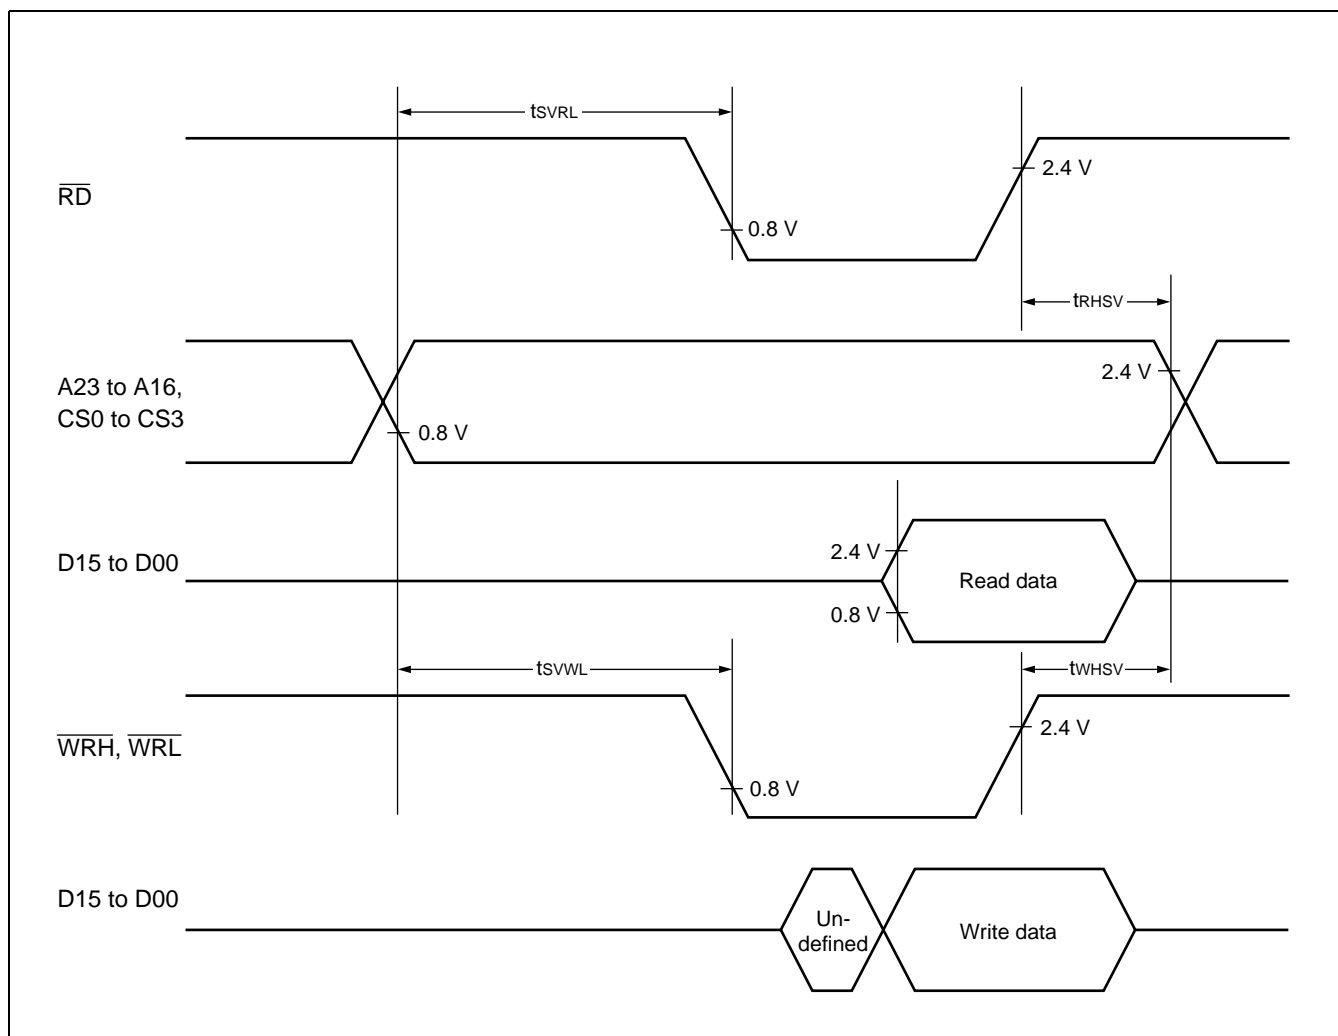 tSVRL
2.4 V
RD
0.8 V
tRHSV
A23 to A16,
CS0 to CS3
2.4 V
0.8 V
D15 to D00
2.4 V
Read data
0.8 V
tSVWL
tWHSV
WRH, WRL
2.4 V
0.8 V
D15 to D00
Un-
defined
Write data